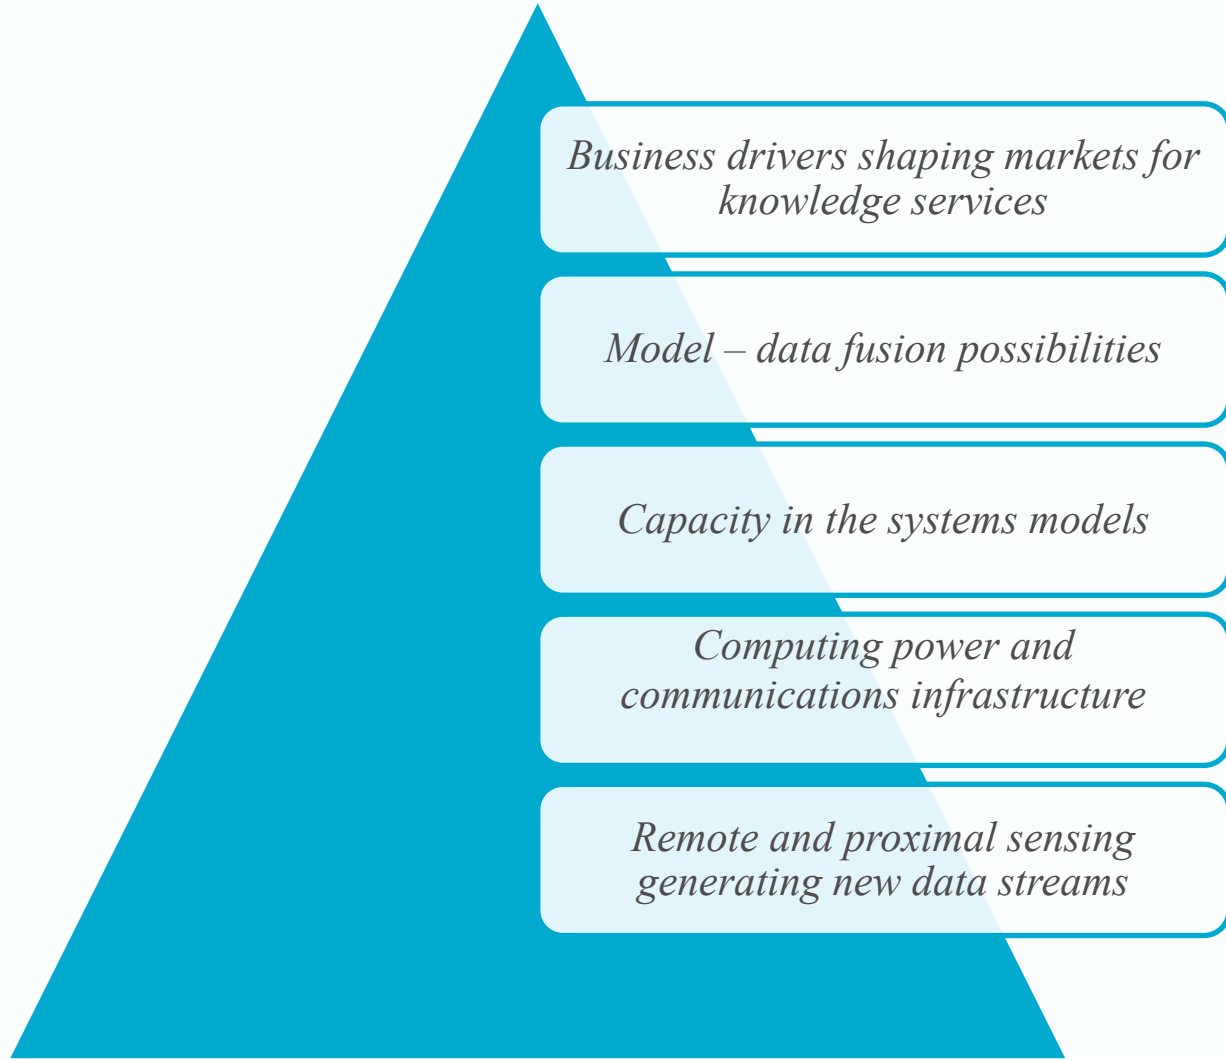 Business drivers shaping markets for
knowledge services
Model – data fusion possibilities
Capacity in the systems models
Computing power and
communications infrastructure
Remote and proximal sensing
generating new data streams